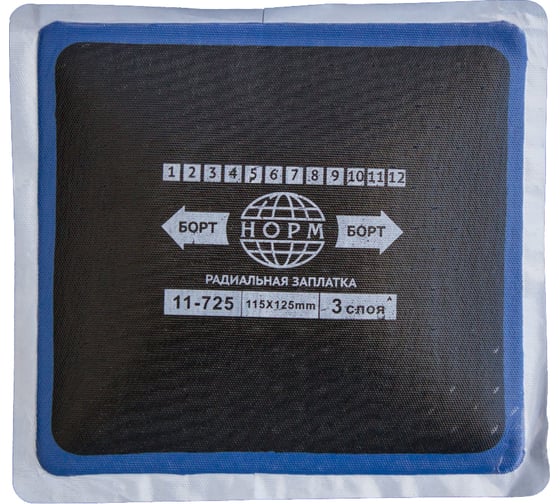 1 2 3 4 5 6 7 8 9 10 11 12
БОРТ НОРМ БОРТ
РАДИАЛЬНАЯ ЗАПЛАТКА
11-725 115X125mm 3 слоя